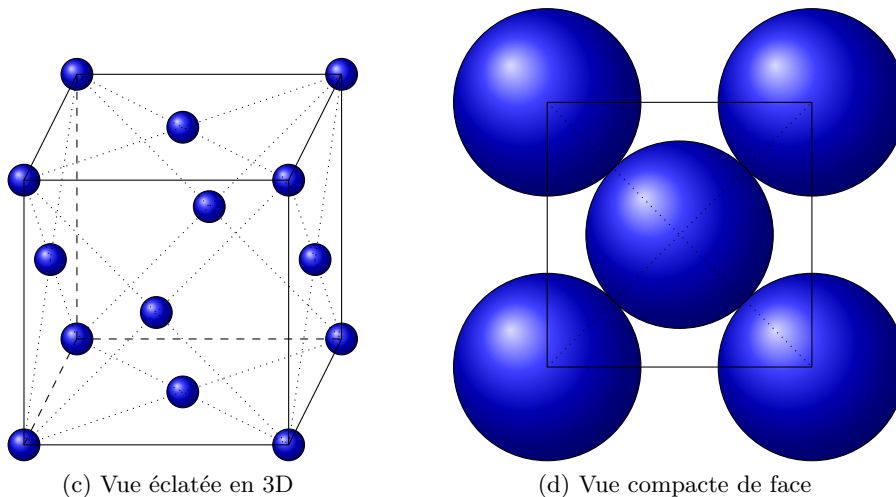 (c) Vue éclatée en 3D
(d) Vue compacte de face